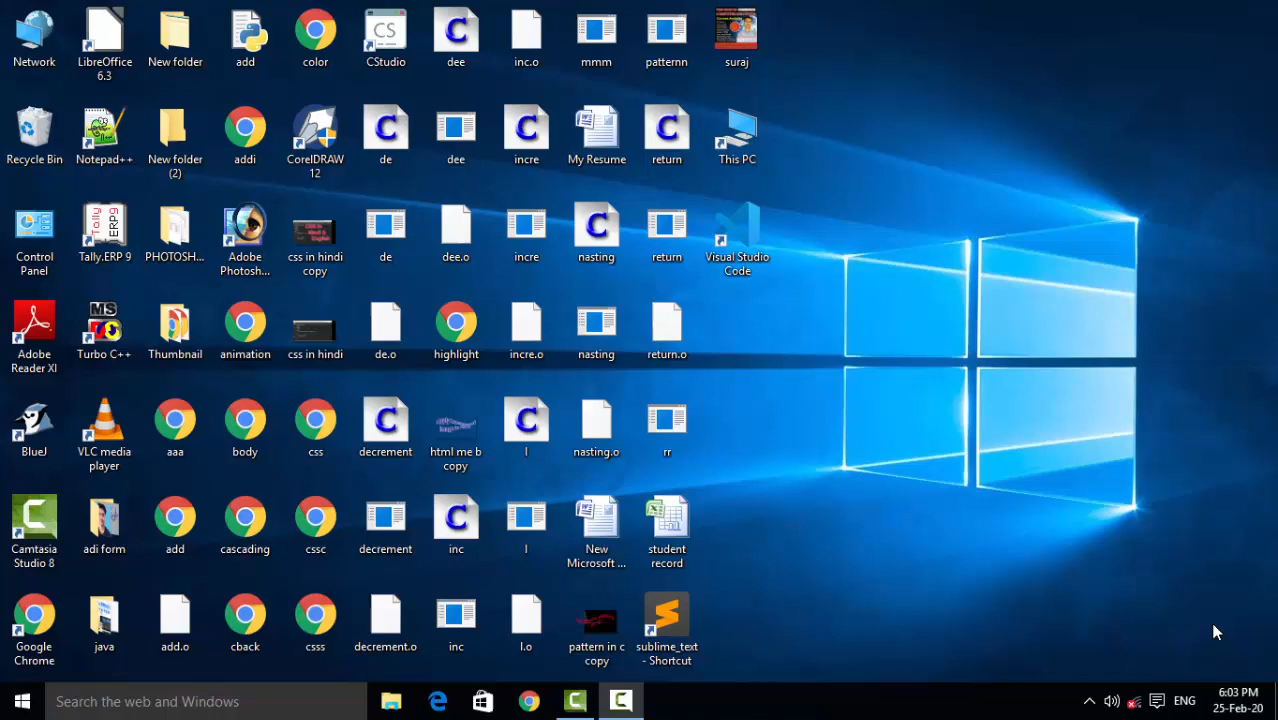 Network
LibreOffice
6.3
New folder
add
color
CStudio
dee
inc.o
mmm
patternn
suraj
Recycle Bin
Notepad++
New folder
(2)
addi
CorelDRAW
12
de
dee
incre
My Resume
return
This PC
Control
Panel
Tally.ERP 9
PHOTOSH...
Adobe
Photosh...
css in hindi
copy
de
dee.o
incre
nasting
return
Visual Studio
Code
Adobe
Reader XI
Turbo C++
Thumbnail
animation
css in hindi
de.o
highlight
incre.o
nasting
return.o
BlueJ
VLC media
player
aaa
body
css
decrement
html me b
copy
l
nasting.o
rr
Camtasia
Studio 8
adi form
add
cascading
cssc
decrement
inc
l
New
Microsoft ...
student
record
Google
Chrome
java
add.o
cback
csss
decrement.o
inc
l.o
pattern in c
copy
sublime_text
- Shortcut
Search the web and Windows
ENG
6:03 PM
25-Feb-20